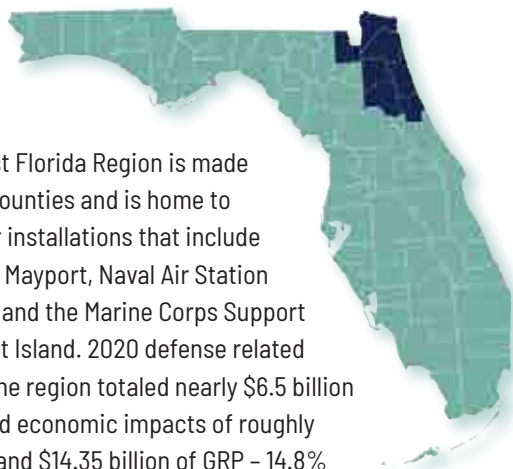 st Florida Region is made
ounties and is home to
r installations that include
Mayport, Naval Air Station
and the Marine Corps Support
t Island. 2020 defense related
he region totaled nearly $6.5 billion
d economic impacts of roughly
and $14.35 billion of GRP – 14.8%